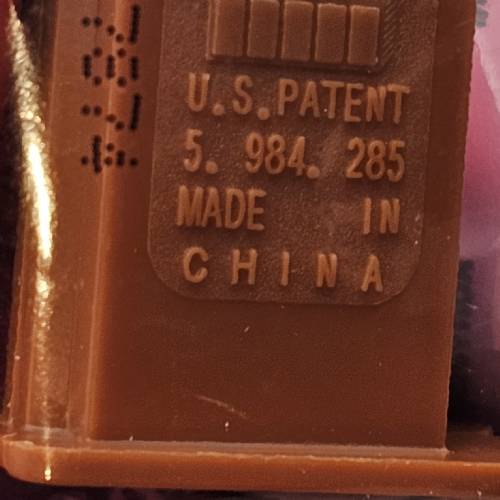 U.S.PATENT
5. 984. 285
MADE IN
CHINA